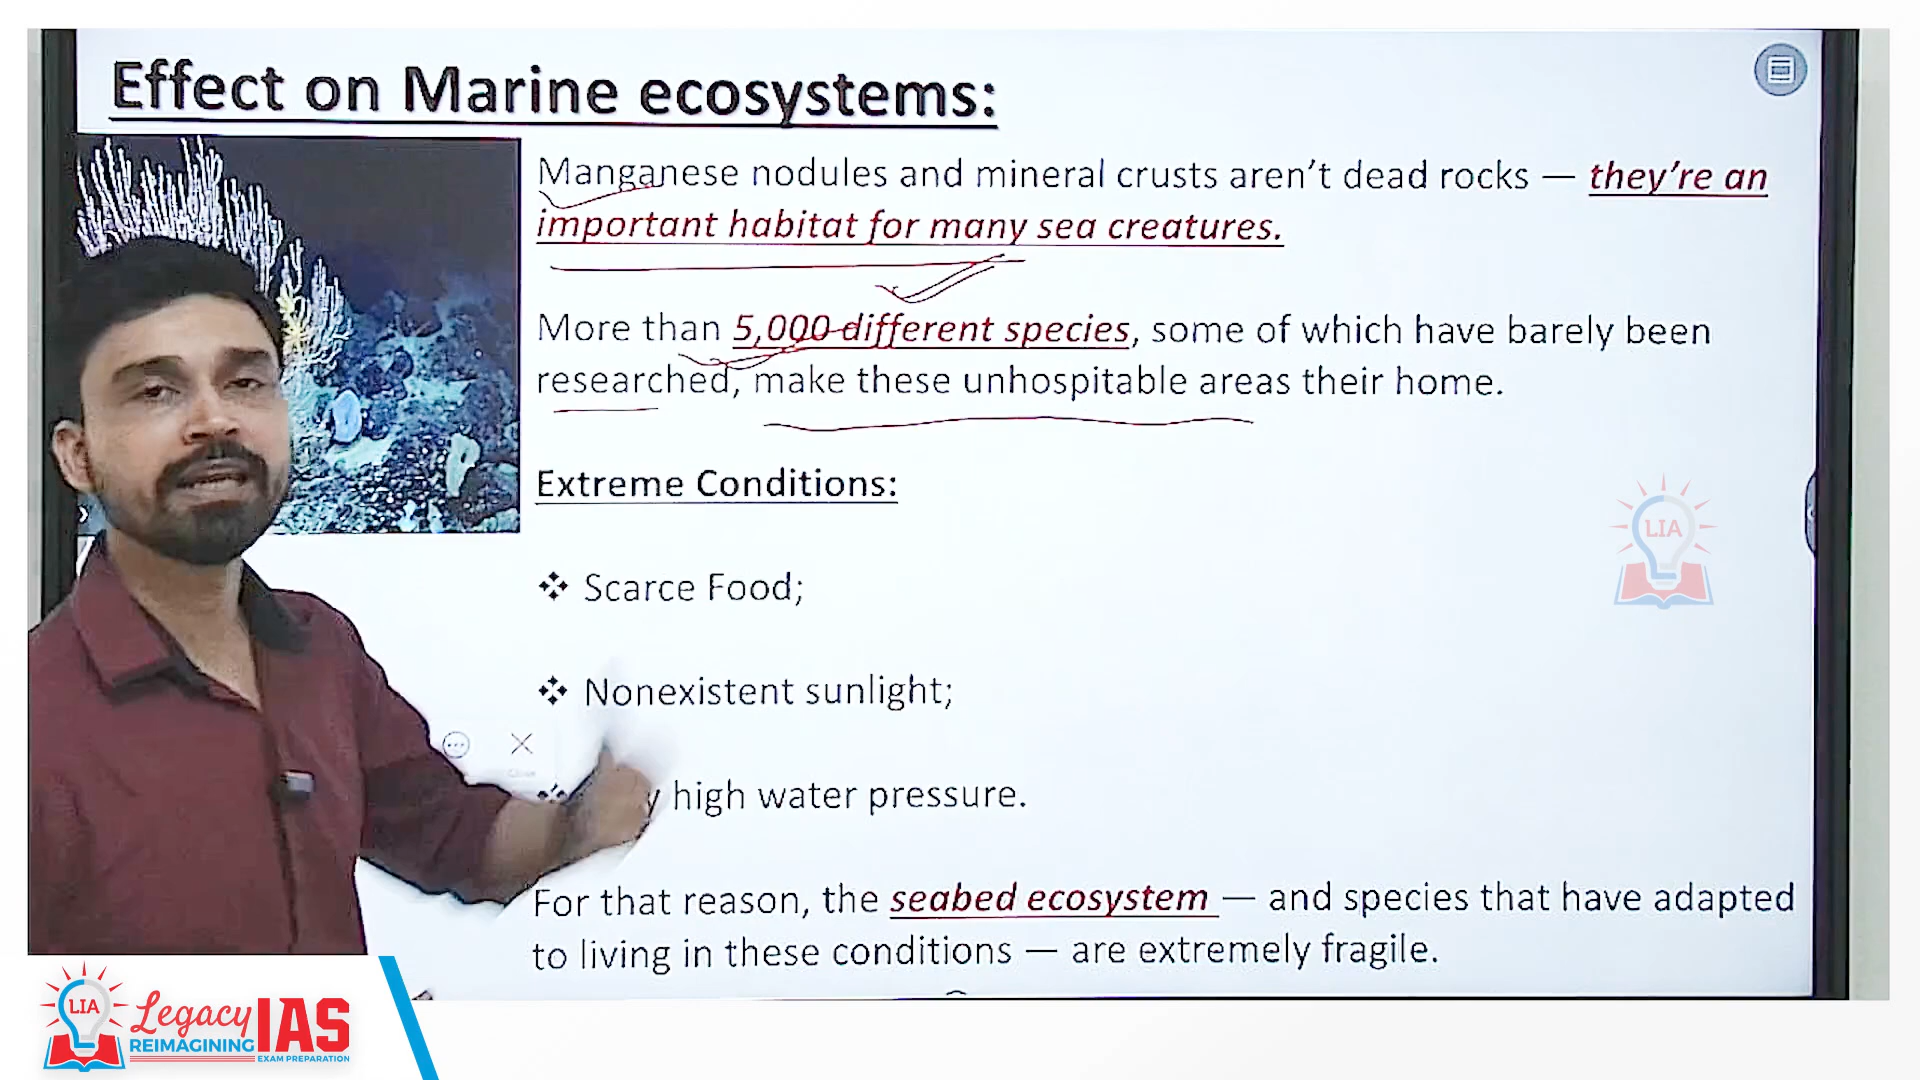 Effect on Marine ecosystems:
Manganese nodules and mineral crusts aren't dead rocks — they're an
important habitat for many sea creatures.
More than 5,000 different species, some of which have barely been
researched, make these unhospitable areas their home.
Extreme Conditions:
❖ Scarce Food;
❖ Nonexistent sunlight;
❖ high water pressure.
For that reason, the seabed ecosystem — and species that have adapted
to living in these conditions — are extremely fragile.
LIA
Close
LIA
Legacy IAS
REIMAGINING
EXAM PREPARATION